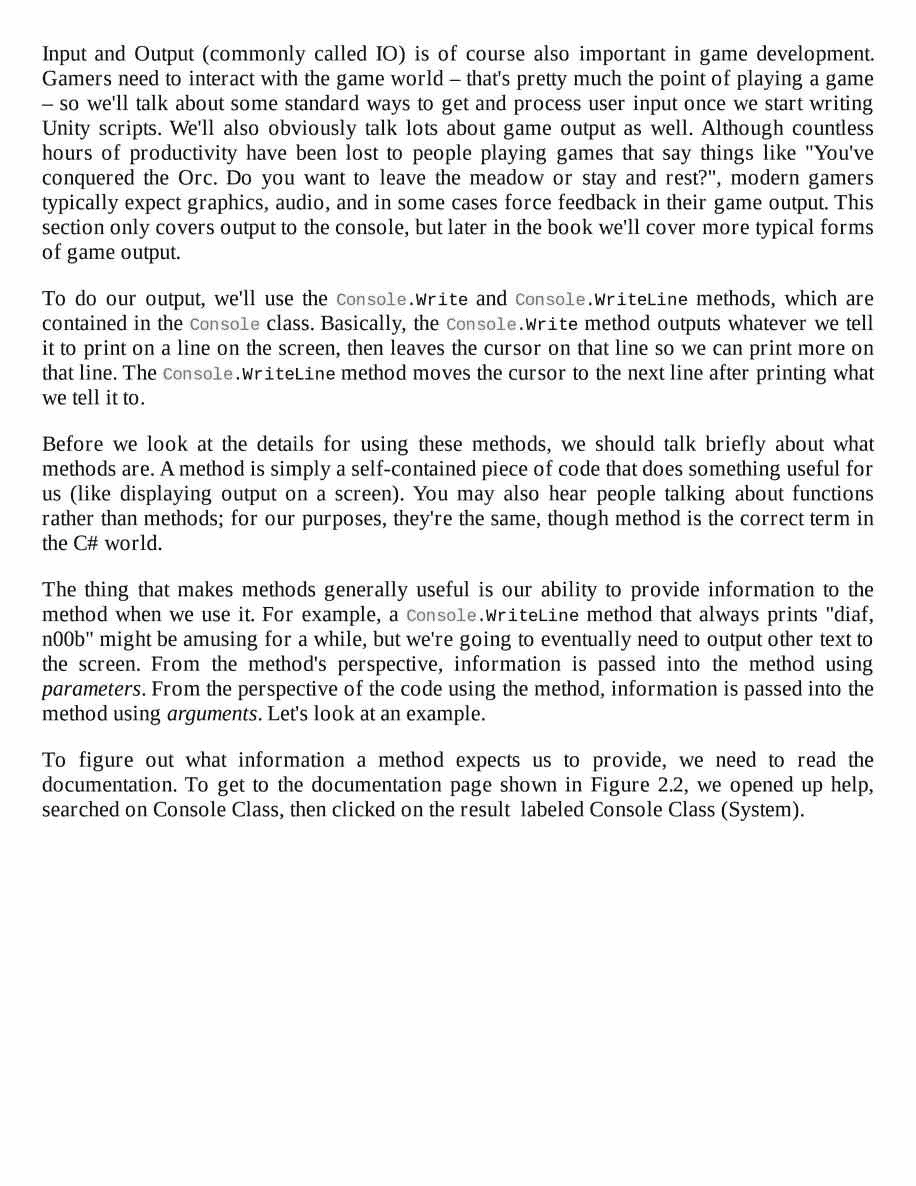 Input and Output (commonly called IO) is of course also important in game development.
Gamers need to interact with the game world – that's pretty much the point of playing a game
– so we'll talk about some standard ways to get and process user input once we start writing
Unity scripts. We'll also obviously talk lots about game output as well. Although countless
hours of productivity have been lost to people playing games that say things like "You've
conquered the Orc. Do you want to leave the meadow or stay and rest?", modern gamers
typically expect graphics, audio, and in some cases force feedback in their game output. This
section only covers output to the console, but later in the book we'll cover more typical forms
of game output.
To do our output, we'll use the Console.Write and Console.WriteLine methods, which are
contained in the Console class. Basically, the Console.Write method outputs whatever we tell
it to print on a line on the screen, then leaves the cursor on that line so we can print more on
that line. The Console.WriteLine method moves the cursor to the next line after printing what
we tell it to.
Before we look at the details for using these methods, we should talk briefly about what
methods are. A method is simply a self-contained piece of code that does something useful for
us (like displaying output on a screen). You may also hear people talking about functions
rather than methods; for our purposes, they're the same, though method is the correct term in
the C# world.
The thing that makes methods generally useful is our ability to provide information to the
method when we use it. For example, a Console.WriteLine method that always prints "diaf,
n00b" might be amusing for a while, but we're going to eventually need to output other text to
the screen. From the method's perspective, information is passed into the method using
parameters. From the perspective of the code using the method, information is passed into the
method using arguments. Let's look at an example.
To figure out what information a method expects us to provide, we need to read the
documentation. To get to the documentation page shown in Figure 2.2, we opened up help,
searched on Console Class, then clicked on the result labeled Console Class (System).